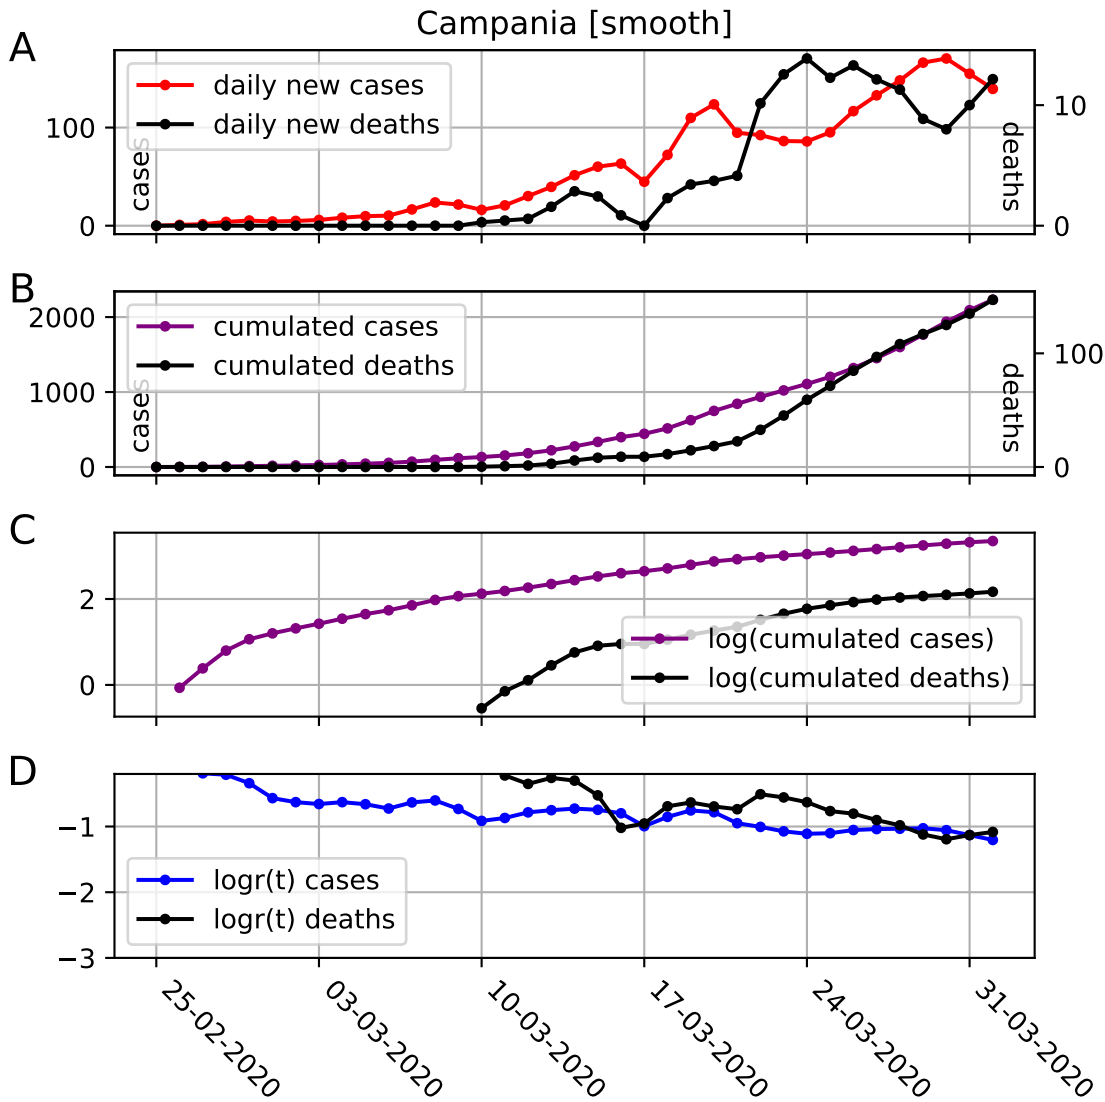 Campania [smooth]
A
daily new cases
daily new deaths
100
0
cases
10
0
deaths
B
cumulated cases
cumulated deaths
2000
1000
0
cases
100
0
deaths
C
2
0
log(cumulated cases)
log(cumulated deaths)
D
−1
−2
−3
logr(t) cases
logr(t) deaths
25-02-2020
03-03-2020
10-03-2020
17-03-2020
24-03-2020
31-03-2020